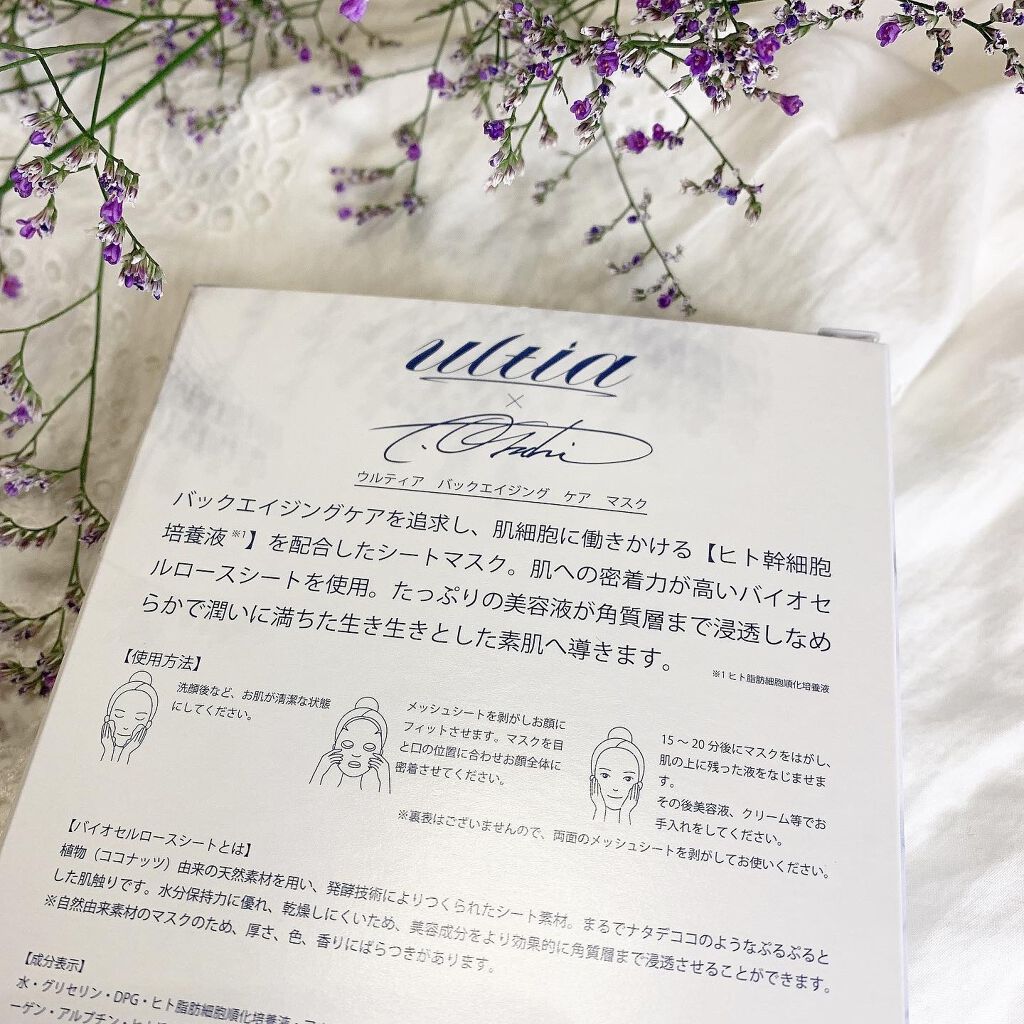 ultia
×
ウルティア バックエイジング ケア マスク
バックエイジングケアを追求し、肌細胞に働きかける【ヒト幹細胞
培養液※1】を配合したシートマスク。肌への密着力が高いバイオセ
ルロースシートを使用。たっぷりの美容液が角質層まで浸透しなめ
らかで潤いに満ちた生き生きとした素肌へ導きます。
※1 ヒト脂肪細胞順化培養液
【使用方法】
洗顔後など、お肌が清潔な状態
にしてください。
メッシュシートを剥がしお顔に
フィットさせます。マスクを目
と口の位置に合わせお顔全体に
密着させてください。
15～20分後にマスクをはがし、
肌の上に残った液をなじませま
す。
その後美容液、クリーム等でお
手入れをしてください。
※裏表はございませんので、両面のメッシュシートを剥がしてお使いください。
【バイオセルロースシートとは】
植物（ココナッツ）由来の天然素材を用い、発酵技術によりつくられたシート素材。まるでナタデココのようなぷるぷると
した肌触りです。水分保持力に優れ、乾燥しにくいため、美容成分をより効果的に角質層まで浸透させることができます。
※自然由来素材のマスクのため、厚さ、色、香りにばらつきがあります。
【成分表示】
水・グリセリン・DPG・ヒト脂肪細胞順化培養液・
ーゲン・アルブチン・ヒト